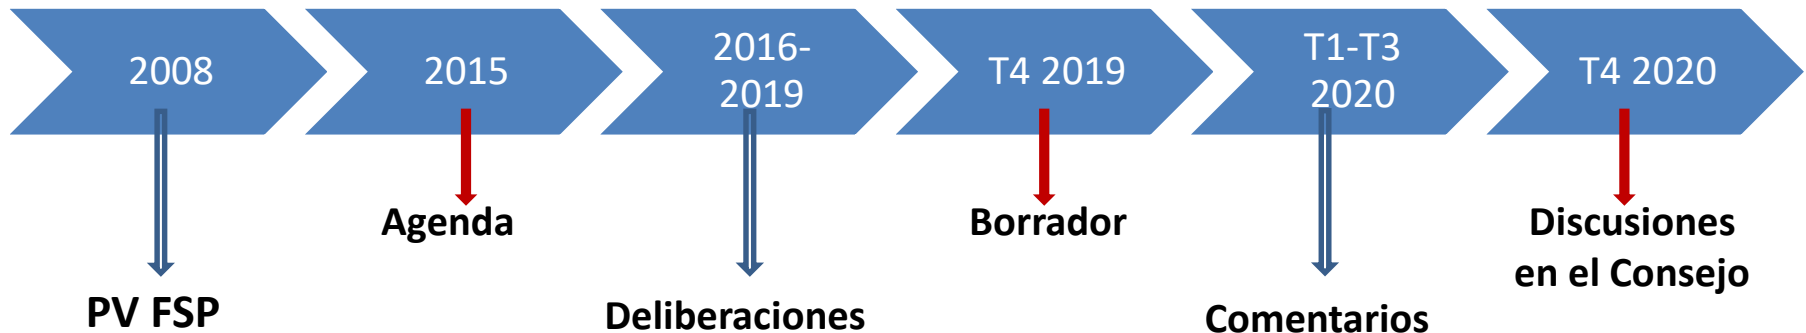 2008
2015
2016-
2019
T4 2019
T1-T3
2020
T4 2020
PV FSP
Agenda
Deliberaciones
Borrador
Comentarios
Discusiones
en el Consejo